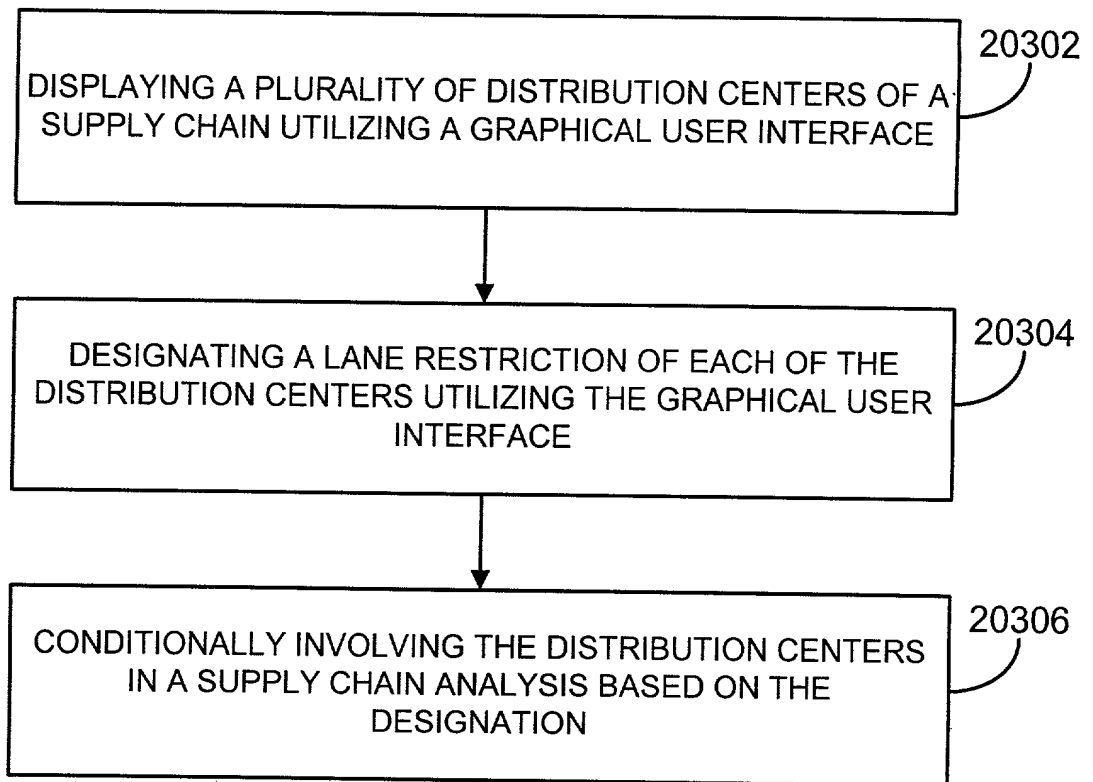 20302
DISPLAYING A PLURALITY OF DISTRIBUTION CENTERS OF A
SUPPLY CHAIN UTILIZING A GRAPHICAL USER INTERFACE
20304
DESIGNATING A LANE RESTRICTION OF EACH OF THE
DISTRIBUTION CENTERS UTILIZING THE GRAPHICAL USER
INTERFACE
20306
CONDITIONALLY INVOLVING THE DISTRIBUTION CENTERS
IN A SUPPLY CHAIN ANALYSIS BASED ON THE
DESIGNATION